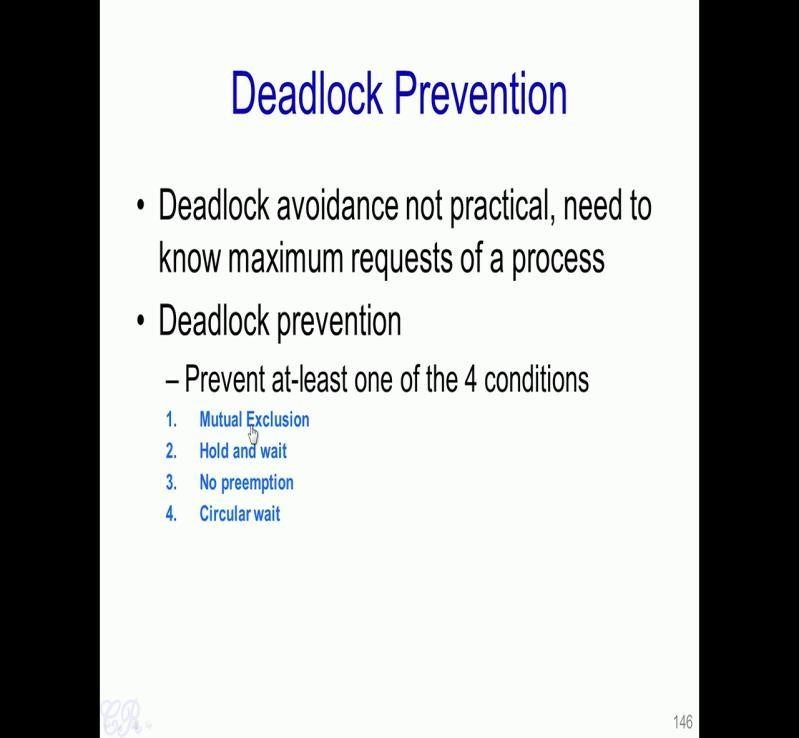 Deadlock Prevention
• Deadlock avoidance not practical, need to
know maximum requests of a process
• Deadlock prevention
– Prevent at-least one of the 4 conditions
1. Mutual Exclusion
2. Hold and wait
3. No preemption
4. Circular wait
CR
146